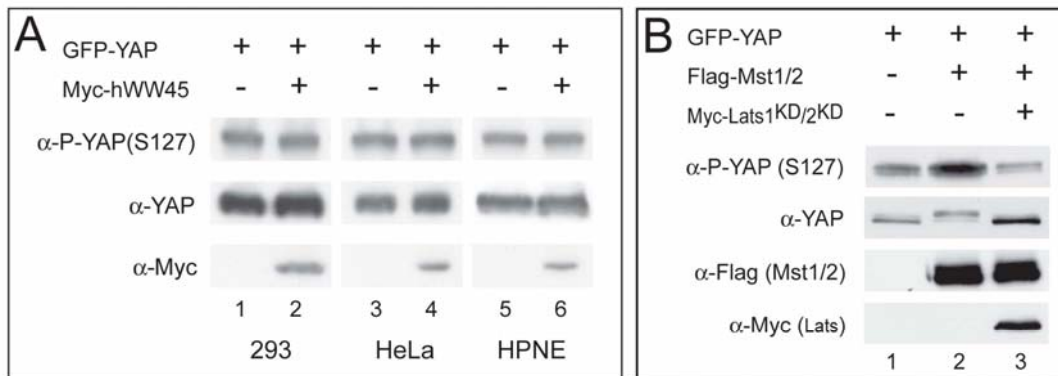 A
GFP-YAP + + + + + +
Myc-hWW45 - + - + - +
α-P-YAP(S127)
α-YAP
α-Myc
1 2 3 4 5 6
293 HeLa HPNE
B
GFP-YAP + + +
Flag-Mst1/2 - + +
Myc-Lats1ᴷᴰ/2ᴷᴰ - - +
α-P-YAP (S127)
α-YAP
α-Flag (Mst1/2)
α-Myc (Lats)
1 2 3